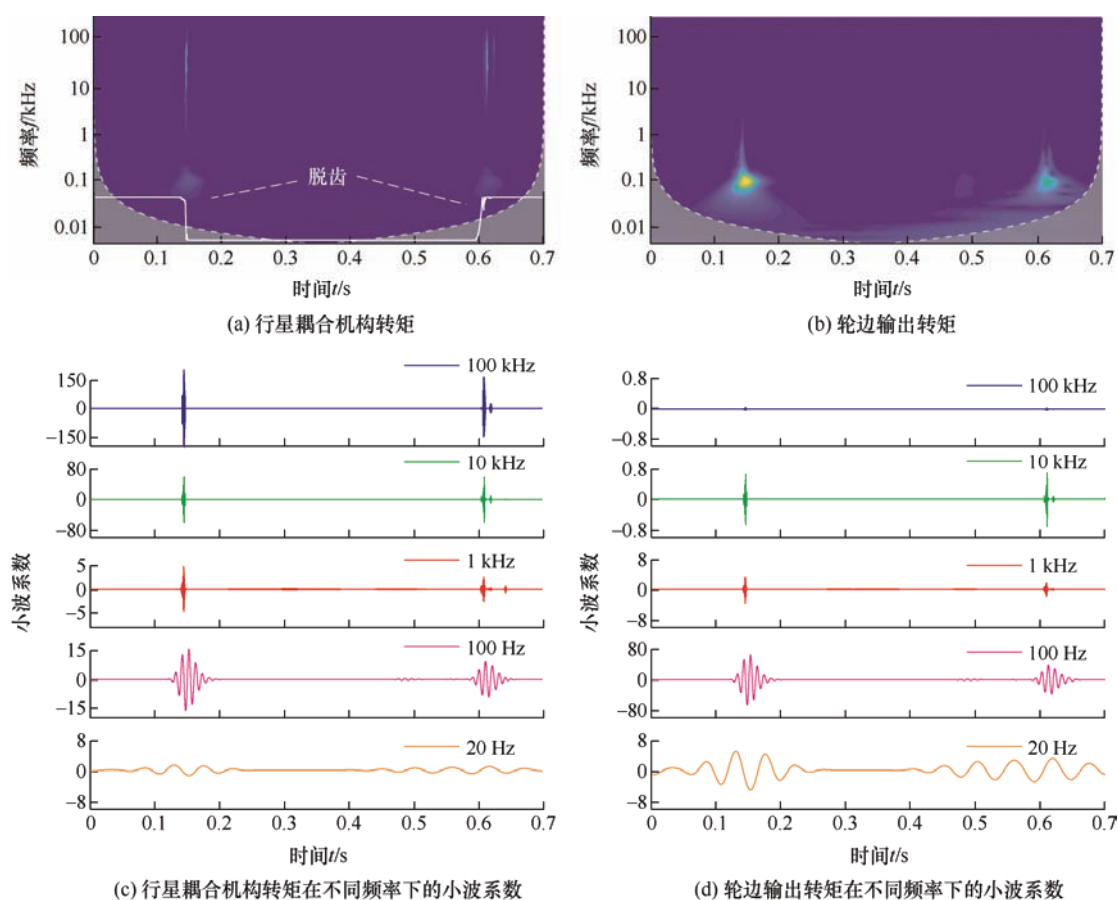 100
10
1
0.1
0.01
频率f/kHz
脱齿
0 0.1 0.2 0.3 0.4 0.5 0.6 0.7
时间t/s
(a) 行星耦合机构转矩
100
10
1
0.1
0.01
频率f/kHz
0 0.1 0.2 0.3 0.4 0.5 0.6 0.7
时间t/s
(b) 轮边输出转矩
小波系数
100 kHz
150
0
−150
10 kHz
80
0
−80
1 kHz
5
0
−5
100 Hz
15
0
−15
20 Hz
8
0
−8
0 0.1 0.2 0.3 0.4 0.5 0.6 0.7
时间t/s
(c) 行星耦合机构转矩在不同频率下的小波系数
小波系数
100 kHz
0.8
0
−0.8
10 kHz
0.8
0
−0.8
1 kHz
8
0
−8
100 Hz
80
0
−80
20 Hz
8
0
−8
0 0.1 0.2 0.3 0.4 0.5 0.6 0.7
时间t/s
(d) 轮边输出转矩在不同频率下的小波系数